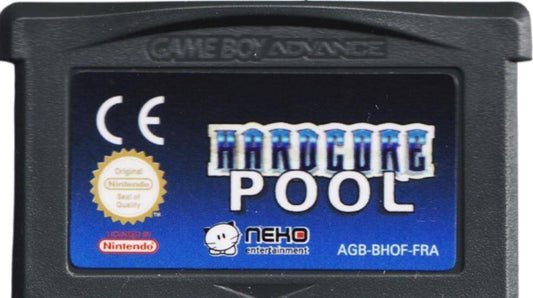 GAME BOY ADVANCE
CE
HARDCORE
POOL
Original
Nintendo
Seal of
Quality
TM
LICENSED BY
Nintendo
neko
entertainment
AGB-BHOF-FRA